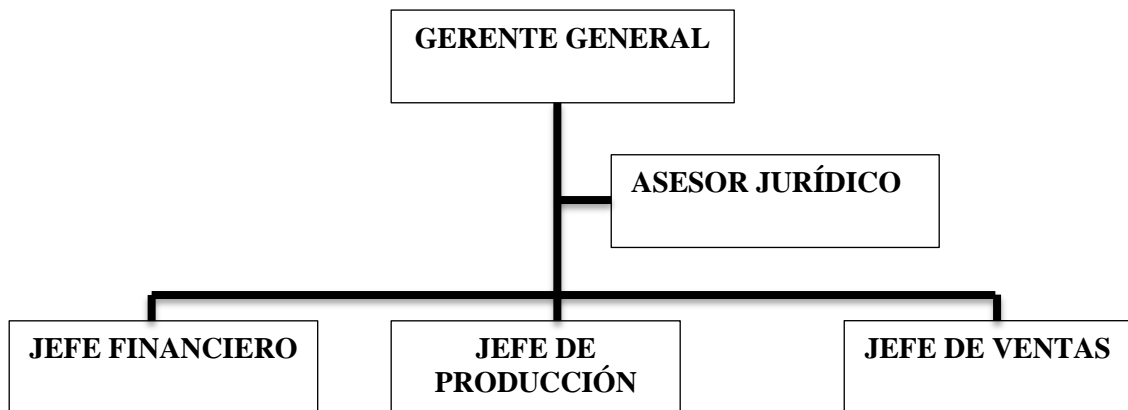 GERENTE GENERAL
ASESOR JURÍDICO
JEFE FINANCIERO
JEFE DE
PRODUCCIÓN
JEFE DE VENTAS